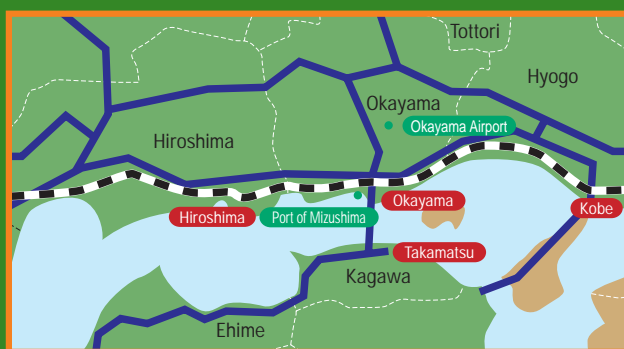 Tottori
Hyogo
Okayama
Okayama Airport
Hiroshima
Okayama
Hiroshima
Port of Mizushima
Kobe
Takamatsu
Kagawa
Ehime